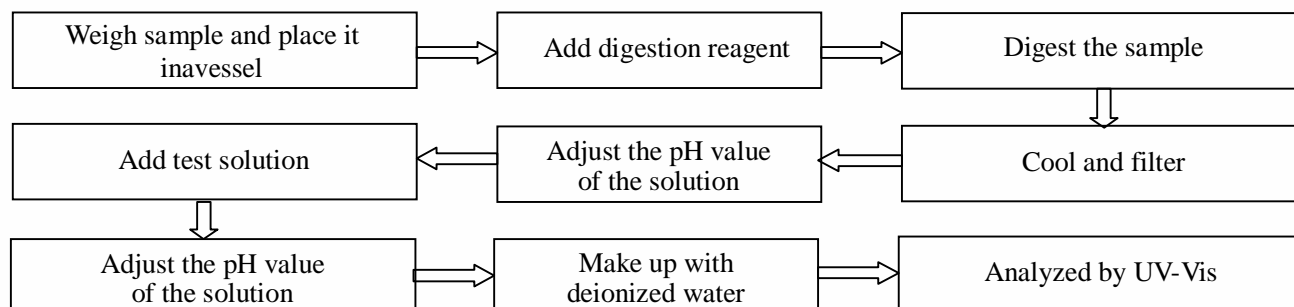 Weigh sample and place it
inavessel
Add digestion reagent
Digest the sample
Cool and filter
Adjust the pH value
of the solution
Add test solution
Adjust the pH value
of the solution
Make up with
deionized water
Analyzed by UV-Vis